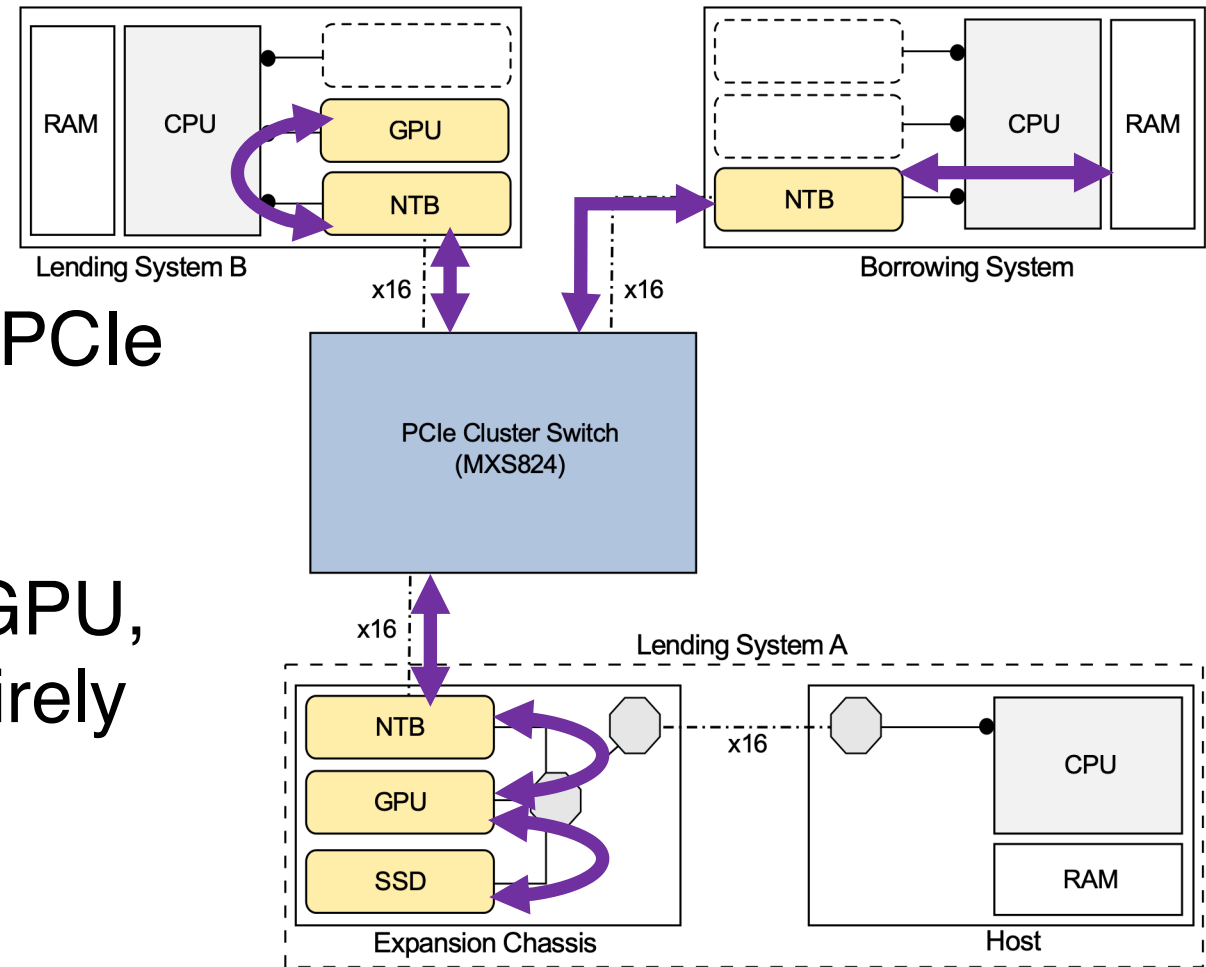 RAM
CPU
GPU
NTB
Lending System B
NTB
CPU
RAM
Borrowing System
x16
x16
PCIe
PCIe Cluster Switch
(MXS824)
GPU,
irely
x16
Lending System A
NTB
GPU
SSD
Expansion Chassis
x16
CPU
RAM
Host